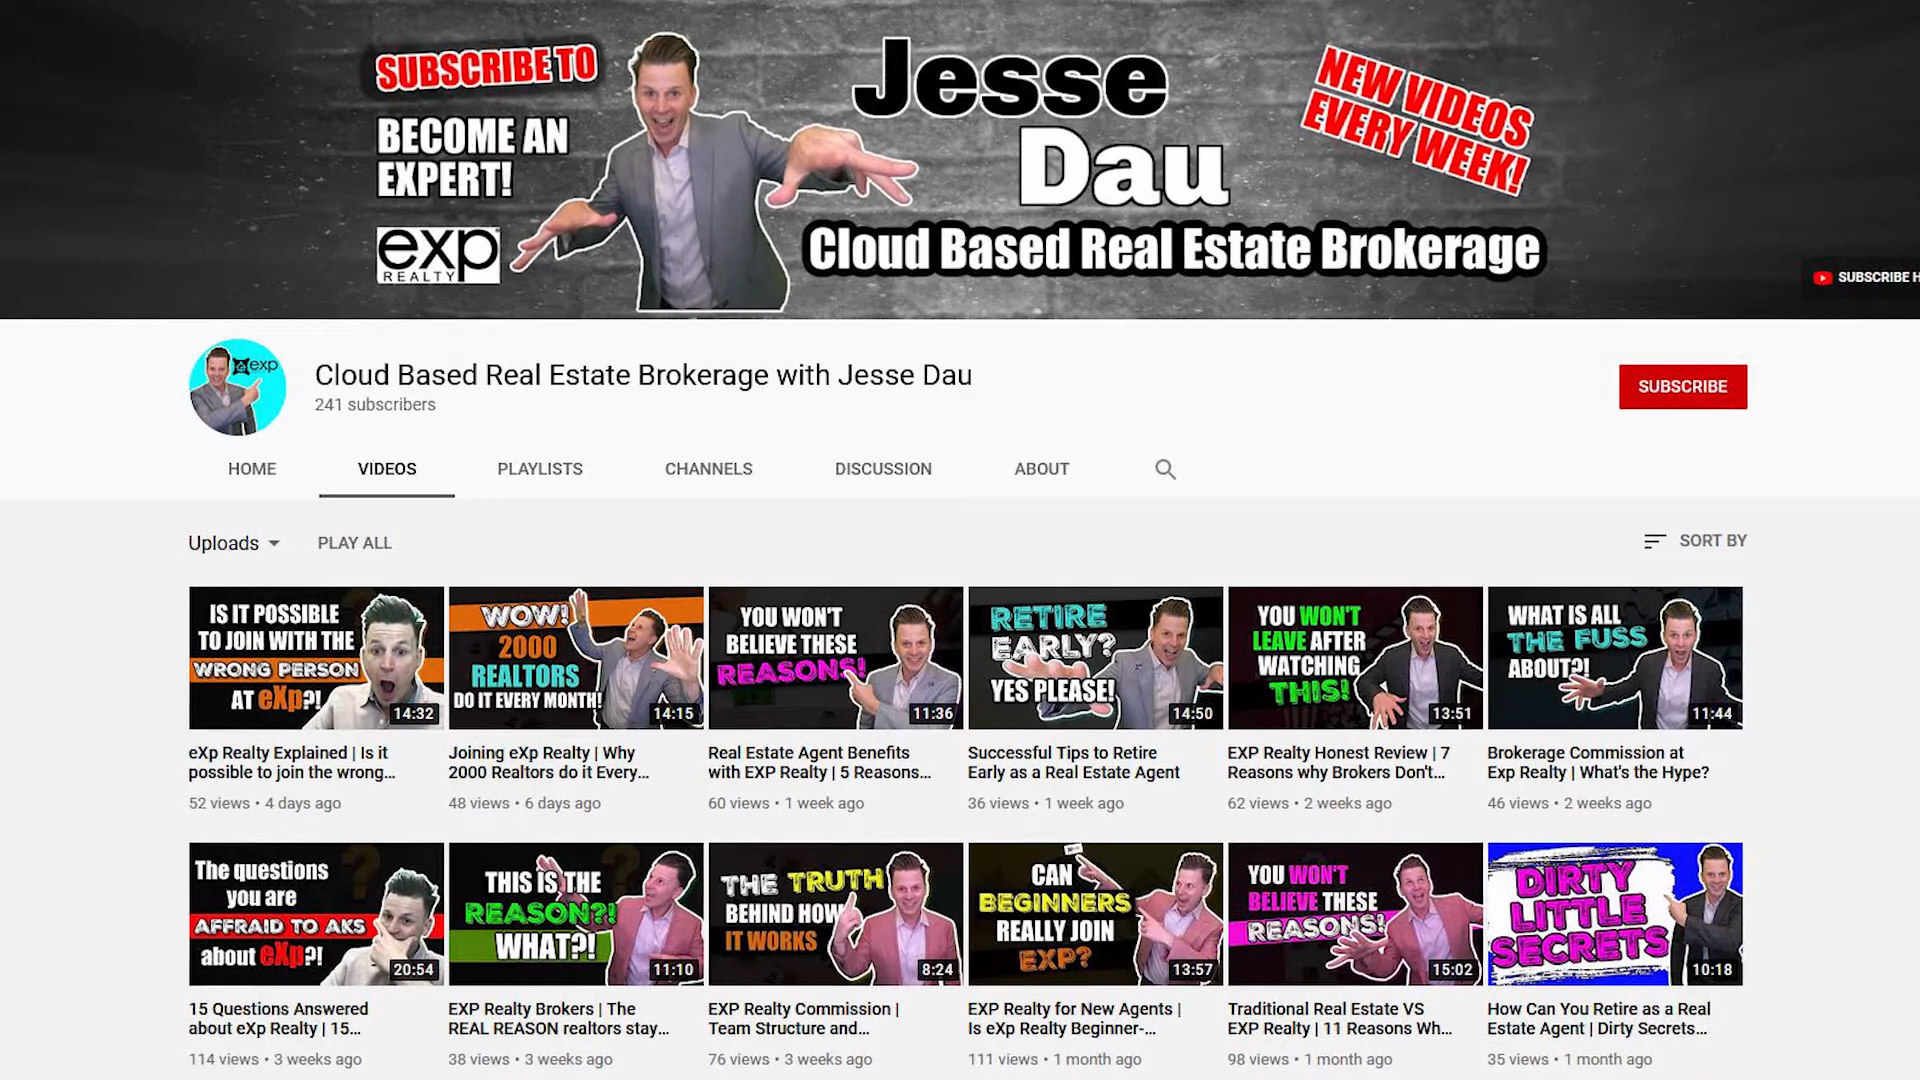 SUBSCRIBE TO
BECOME AN
EXPERT!
exp
REALTY
Jesse
Dau
Cloud Based Real Estate Brokerage
NEW VIDEOS
EVERY WEEK!
SUBSCRIBE H
exp
Cloud Based Real Estate Brokerage with Jesse Dau
241 subscribers
SUBSCRIBE
HOME
VIDEOS
PLAYLISTS
CHANNELS
DISCUSSION
ABOUT
Uploads
PLAY ALL
SORT BY
IS IT POSSIBLE
TO JOIN WITH THE
WRONG PERSON
AT eXp?!
14:32
eXp Realty Explained | Is it
possible to join the wrong...
52 views • 4 days ago
WOW!
2000
REALTORS
DO IT EVERY MONTH!
14:15
Joining eXp Realty | Why
2000 Realtors do it Every...
48 views • 6 days ago
YOU WON'T
BELIEVE THESE
REASONS!
11:36
Real Estate Agent Benefits
with EXP Realty | 5 Reasons...
60 views • 1 week ago
RETIRE
EARLY?
YES PLEASE!
14:50
Successful Tips to Retire
Early as a Real Estate Agent
36 views • 1 week ago
YOU WON'T
LEAVE AFTER
WATCHING
THIS!
13:51
EXP Realty Honest Review | 7
Reasons why Brokers Don't...
62 views • 2 weeks ago
WHAT IS ALL
THE FUSS
ABOUT?!
11:44
Brokerage Commission at
Exp Realty | What's the Hype?
46 views • 2 weeks ago
The questions
you are
AFFRAID TO AKS
about eXp?!
20:54
15 Questions Answered
about eXp Realty | 15...
114 views • 3 weeks ago
THIS IS THE
REASON?!
WHAT?!
11:10
EXP Realty Brokers | The
REAL REASON realtors stay...
38 views • 3 weeks ago
THE TRUTH
BEHIND HOW
IT WORKS
8:24
EXP Realty Commission |
Team Structure and...
76 views • 3 weeks ago
CAN
BEGINNERS
REALLY JOIN
EXP?
13:57
EXP Realty for New Agents |
Is eXp Realty Beginner-...
111 views • 1 month ago
YOU WON'T
BELIEVE THESE
REASONS!
15:02
Traditional Real Estate VS
EXP Realty | 11 Reasons Wh...
98 views • 1 month ago
DIRTY
LITTLE
SECRETS
10:18
How Can You Retire as a Real
Estate Agent | Dirty Secrets...
35 views • 1 month ago